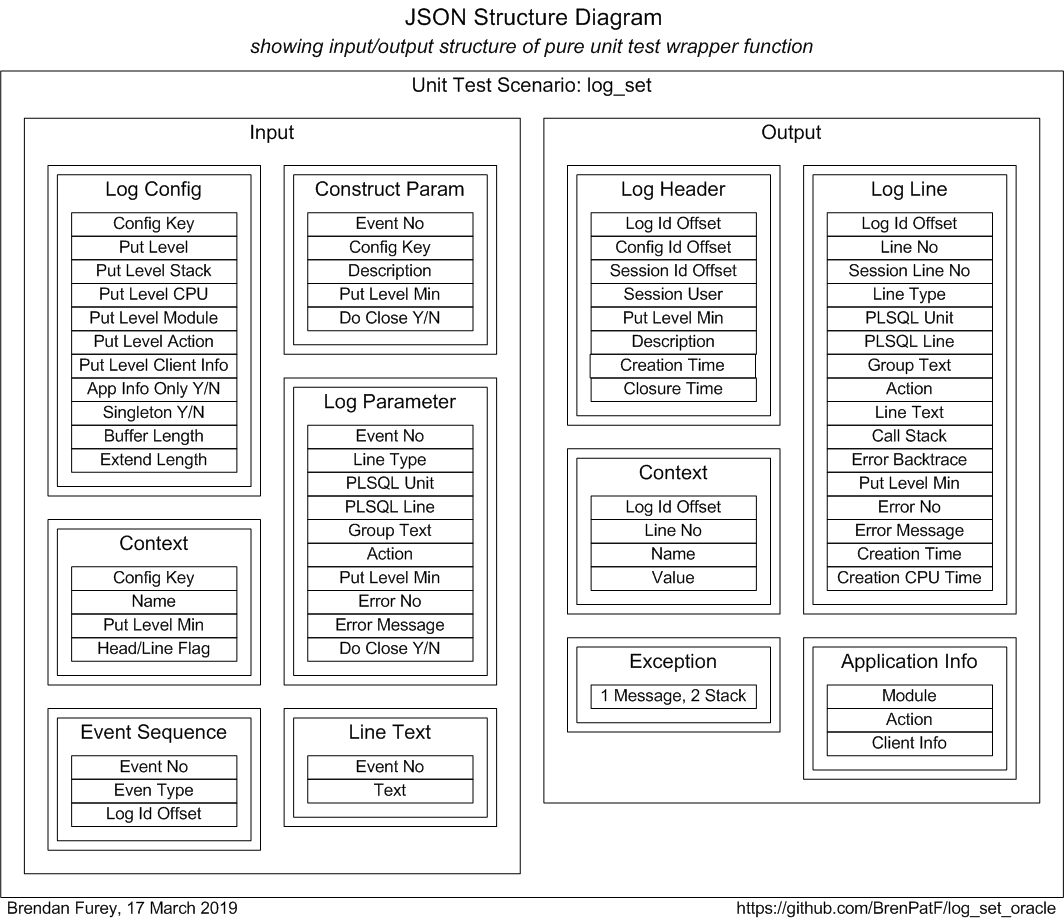 JSON Structure Diagram
showing input/output structure of pure unit test wrapper function
Unit Test Scenario: log_set
Input
Log Config
Config Key
Put Level
Put Level Stack
Put Level CPU
Put Level Module
Put Level Action
Put Level Client Info
App Info Only Y/N
Singleton Y/N
Buffer Length
Extend Length
Construct Param
Event No
Config Key
Description
Put Level Min
Do Close Y/N
Log Parameter
Event No
Line Type
PLSQL Unit
PLSQL Line
Group Text
Action
Put Level Min
Error No
Error Message
Do Close Y/N
Context
Config Key
Name
Put Level Min
Head/Line Flag
Event Sequence
Event No
Even Type
Log Id Offset
Line Text
Event No
Text
Output
Log Header
Log Id Offset
Config Id Offset
Session Id Offset
Session User
Put Level Min
Description
Creation Time
Closure Time
Log Line
Log Id Offset
Line No
Session Line No
Line Type
PLSQL Unit
PLSQL Line
Group Text
Action
Line Text
Call Stack
Error Backtrace
Put Level Min
Error No
Error Message
Creation Time
Creation CPU Time
Context
Log Id Offset
Line No
Name
Value
Exception
1 Message, 2 Stack
Application Info
Module
Action
Client Info
Brendan Furey, 17 March 2019
https://github.com/BrenPatF/log_set_oracle